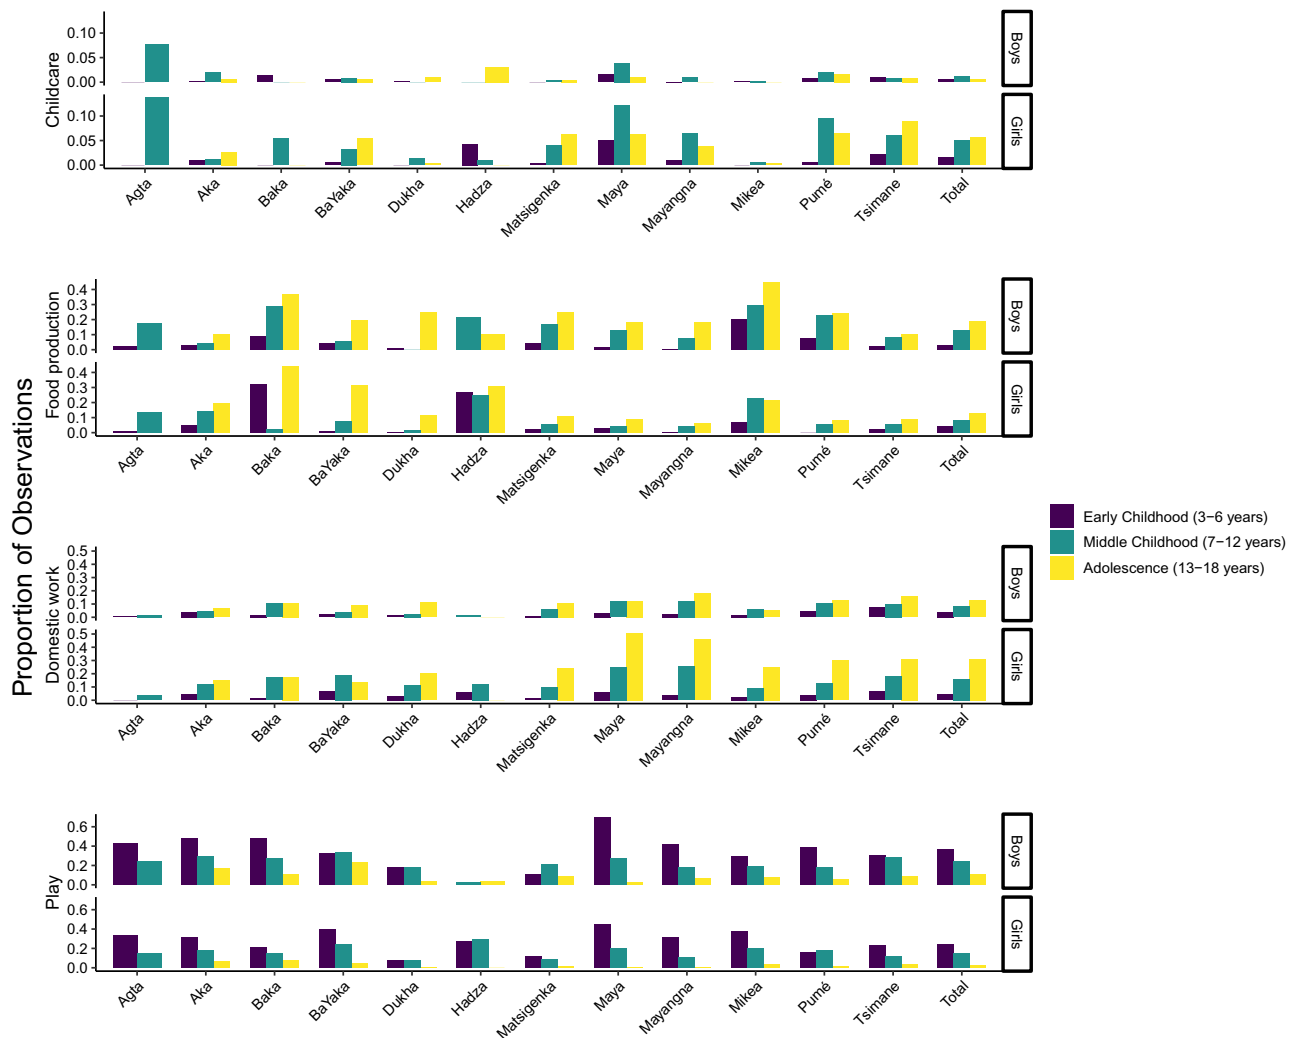 Proportion of Observations
Childcare
0.10
0.05
0.00
Boys
0.10
0.05
0.00
Girls
Agta Aka Baka BaYaka Dukha Hadza Matsigenka Maya Mayangna Mikea Pumé Tsimane Total
Food production
0.4
0.3
0.2
0.1
0.0
Boys
0.4
0.3
0.2
0.1
0.0
Girls
Agta Aka Baka BaYaka Dukha Hadza Matsigenka Maya Mayangna Mikea Pumé Tsimane Total
Early Childhood (3−6 years)
Middle Childhood (7−12 years)
Adolescence (13−18 years)
Domestic work
0.5
0.4
0.3
0.2
0.1
0.0
Boys
0.5
0.4
0.3
0.2
0.1
0.0
Girls
Agta Aka Baka BaYaka Dukha Hadza Matsigenka Maya Mayangna Mikea Pumé Tsimane Total
Play
0.6
0.4
0.2
0.0
Boys
0.6
0.4
0.2
0.0
Girls
Agta Aka Baka BaYaka Dukha Hadza Matsigenka Maya Mayangna Mikea Pumé Tsimane Total